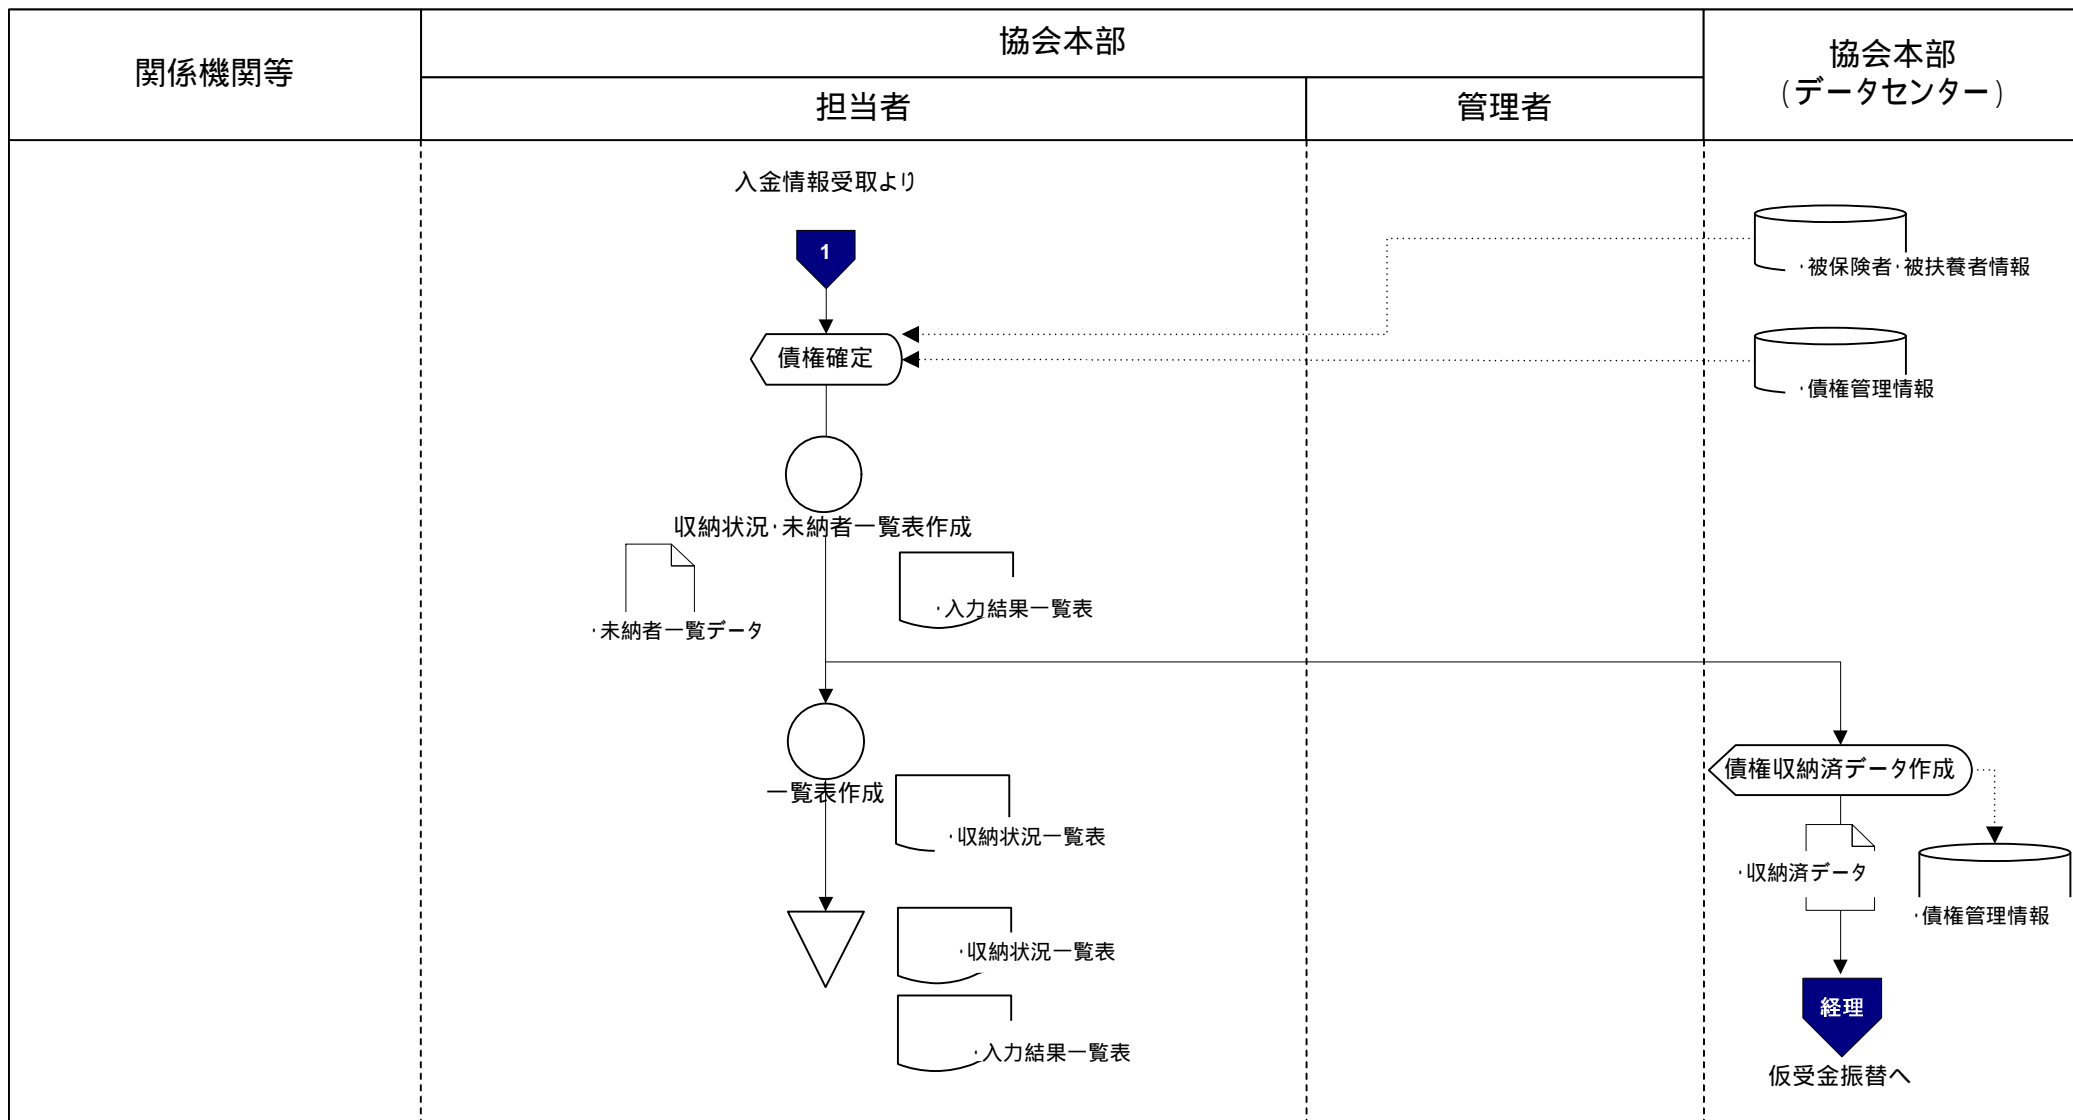 関係機関等
協会本部
担当者
管理者
協会本部
(データセンター)
入金情報受取より
1
・被保険者・被扶養者情報
債権確定
・債権管理情報
収納状況・未納者一覧表作成
・入力結果一覧表
・未納者一覧データ
一覧表作成
・収納状況一覧表
債権収納済データ作成
・収納済データ
・債権管理情報
・収納状況一覧表
経理
・入力結果一覧表
仮受金振替へ